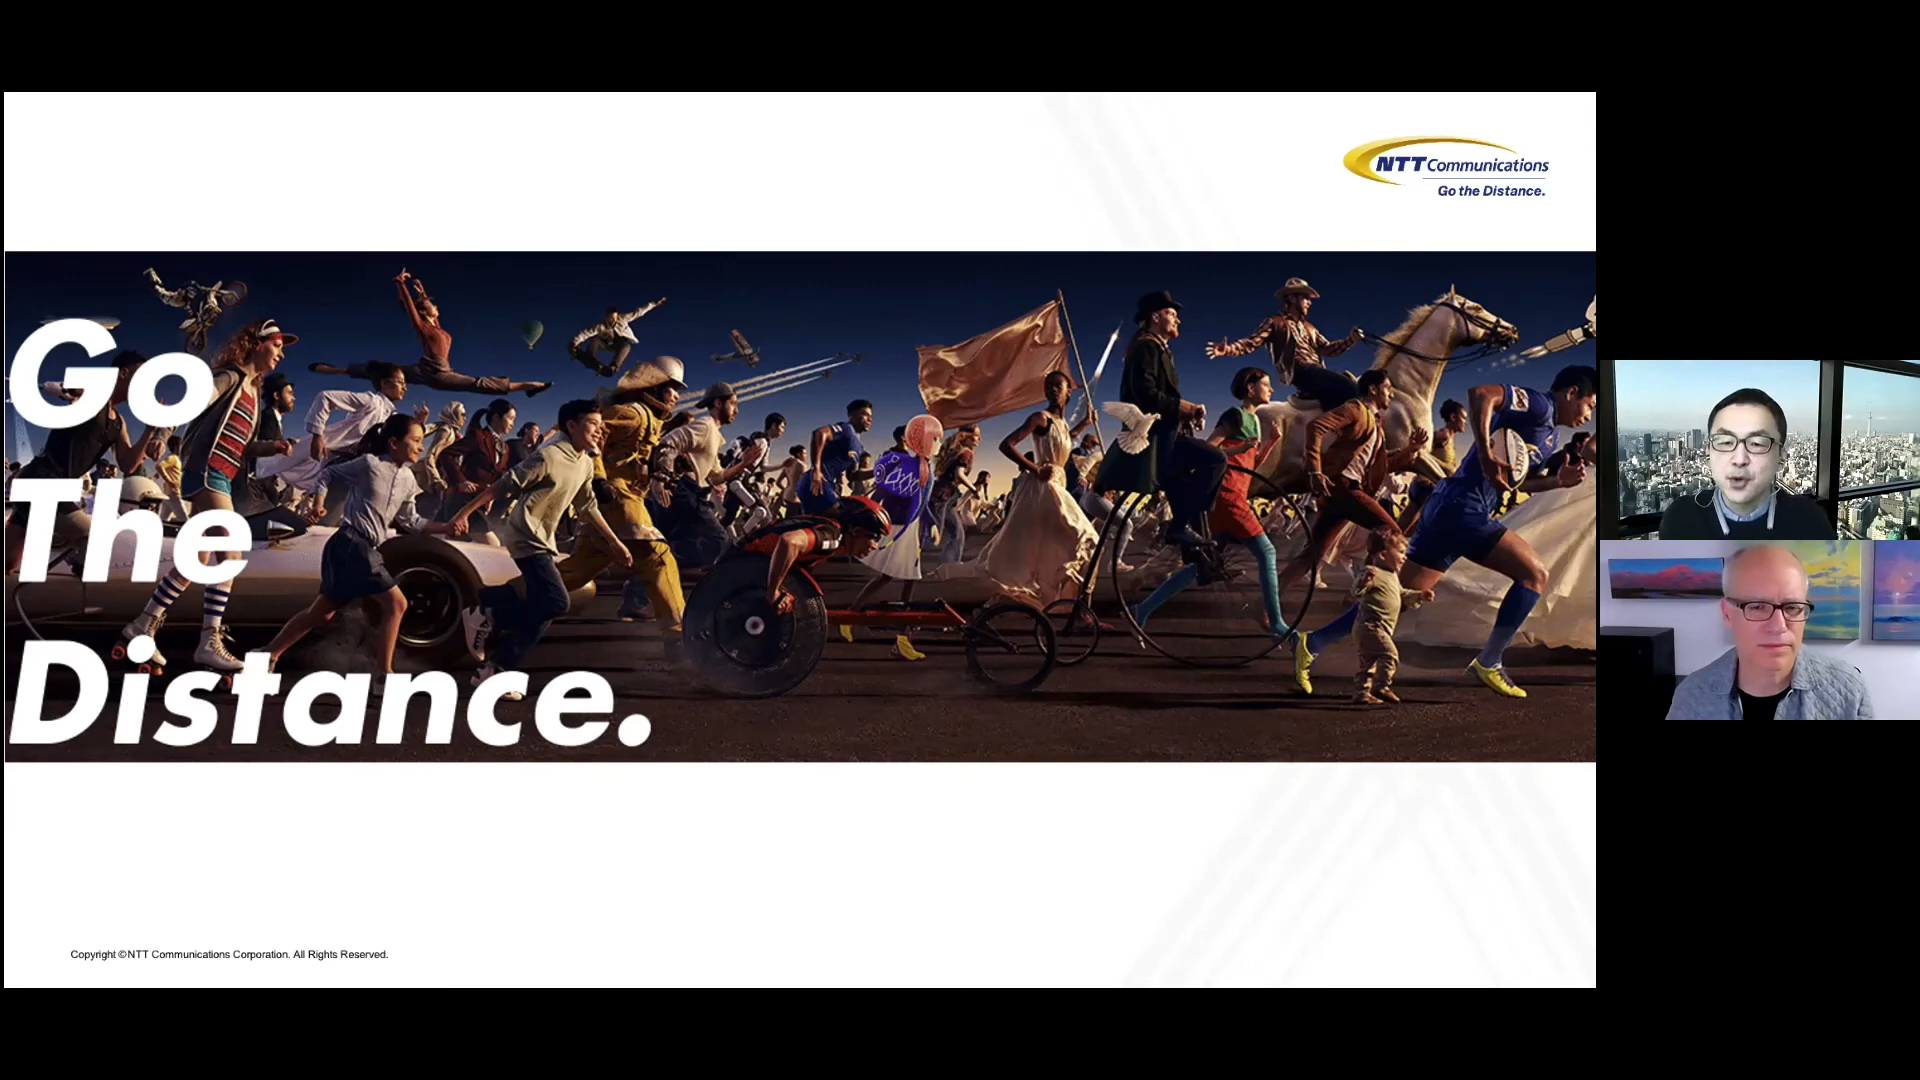 NTT Communications
Go the Distance.
Go
The
Distance.
Copyright © NTT Communications Corporation. All Rights Reserved.